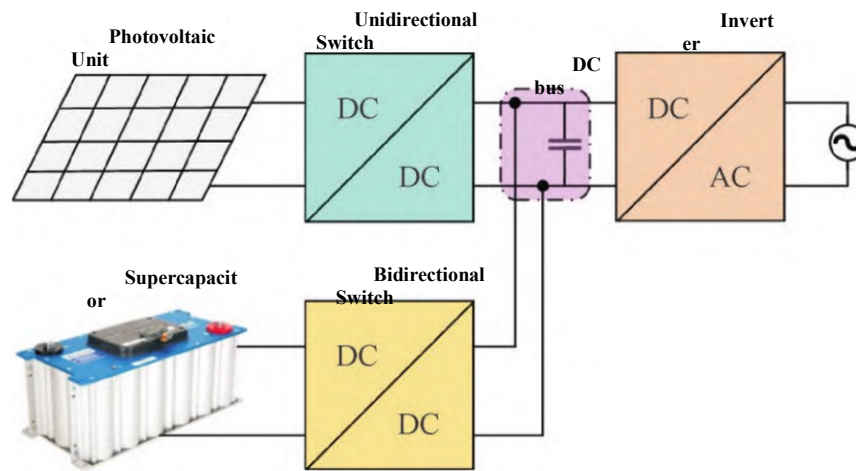 Photovoltaic
Unit
Unidirectional
Switch
DC
bus
Invert
er
DC
DC
DC
AC
Supercapacit
or
Bidirectional
Switch
DC
DC